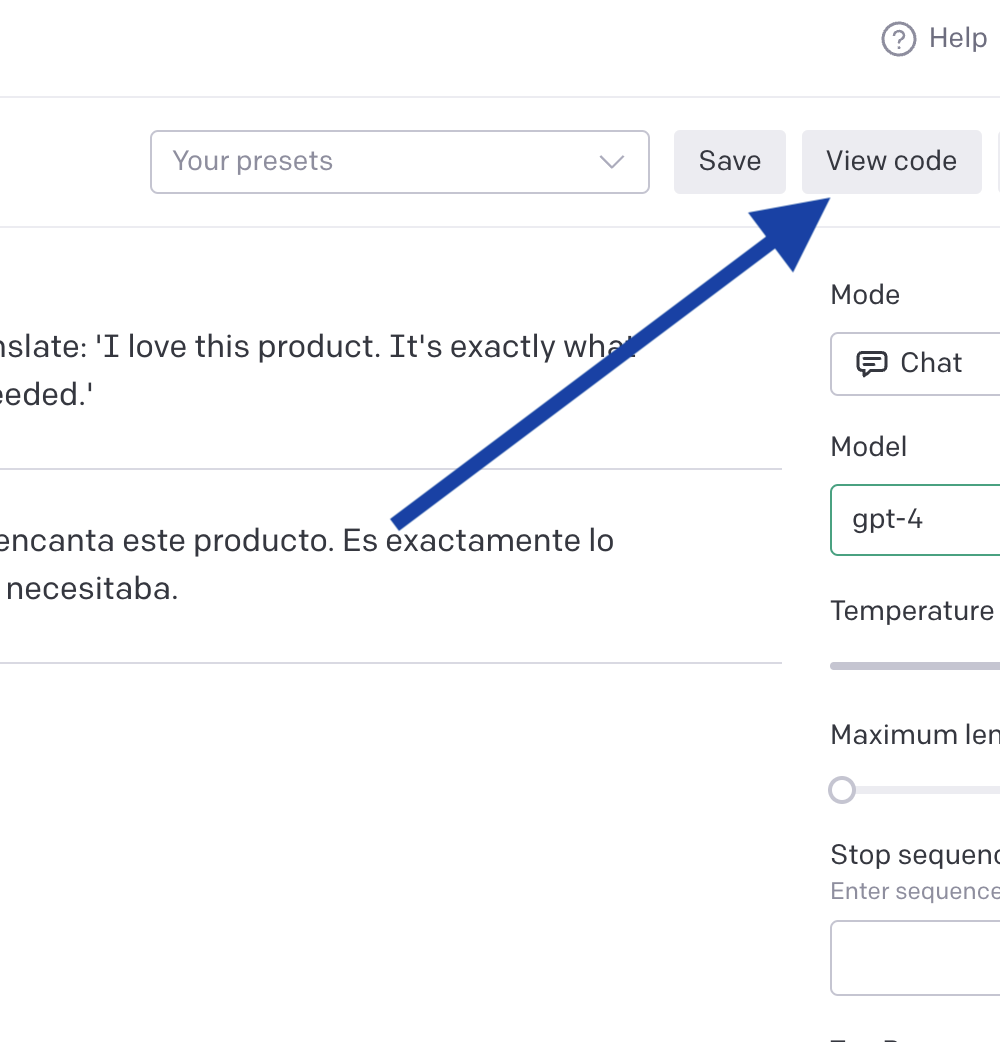 Help
Your presets
Save
View code
Mode
nslate: 'I love this product. It's exactly what
eeded.'
Chat
Model
gpt-4
encanta este producto. Es exactamente lo
necesitaba.
Temperature
Maximum len
Stop sequenc
Enter sequence